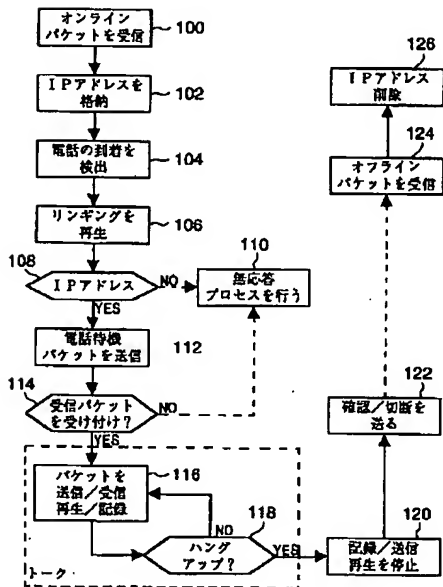 オンライン
パケットを受信
100
IPアドレスを
格納
102
電話の到着を
検出
104
リンギングを
再生
106
108
IPアドレス
NO
YES
110
無応答
プロセスを行う
電話待機
パケットを送信
112
114
受信パケット
を受け付け?
NO
YES
パケットを
送信/受信
再生/記録
116
NO
118
ハング
アップ?
YES
トーク
120
記録/送信
再生を停止
122
確認/切断を
送る
124
オフライン
パケットを受信
126
IPアドレス
削除